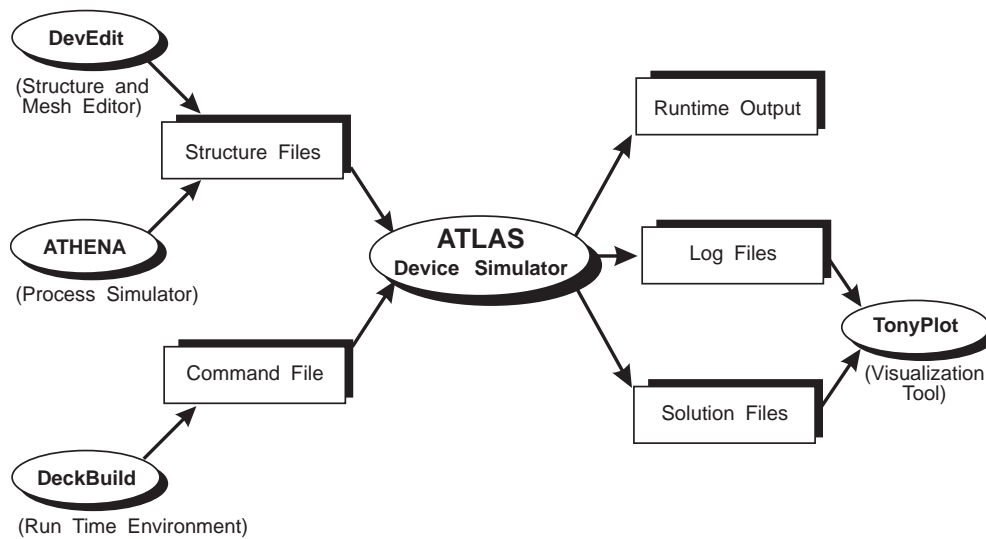 DevEdit
(Structure and
Mesh Editor)
Structure Files
ATHENA
(Process Simulator)
Command File
DeckBuild
(Run Time Environment)
ATLAS
Device Simulator
Runtime Output
Log Files
Solution Files
TonyPlot
(Visualization
Tool)